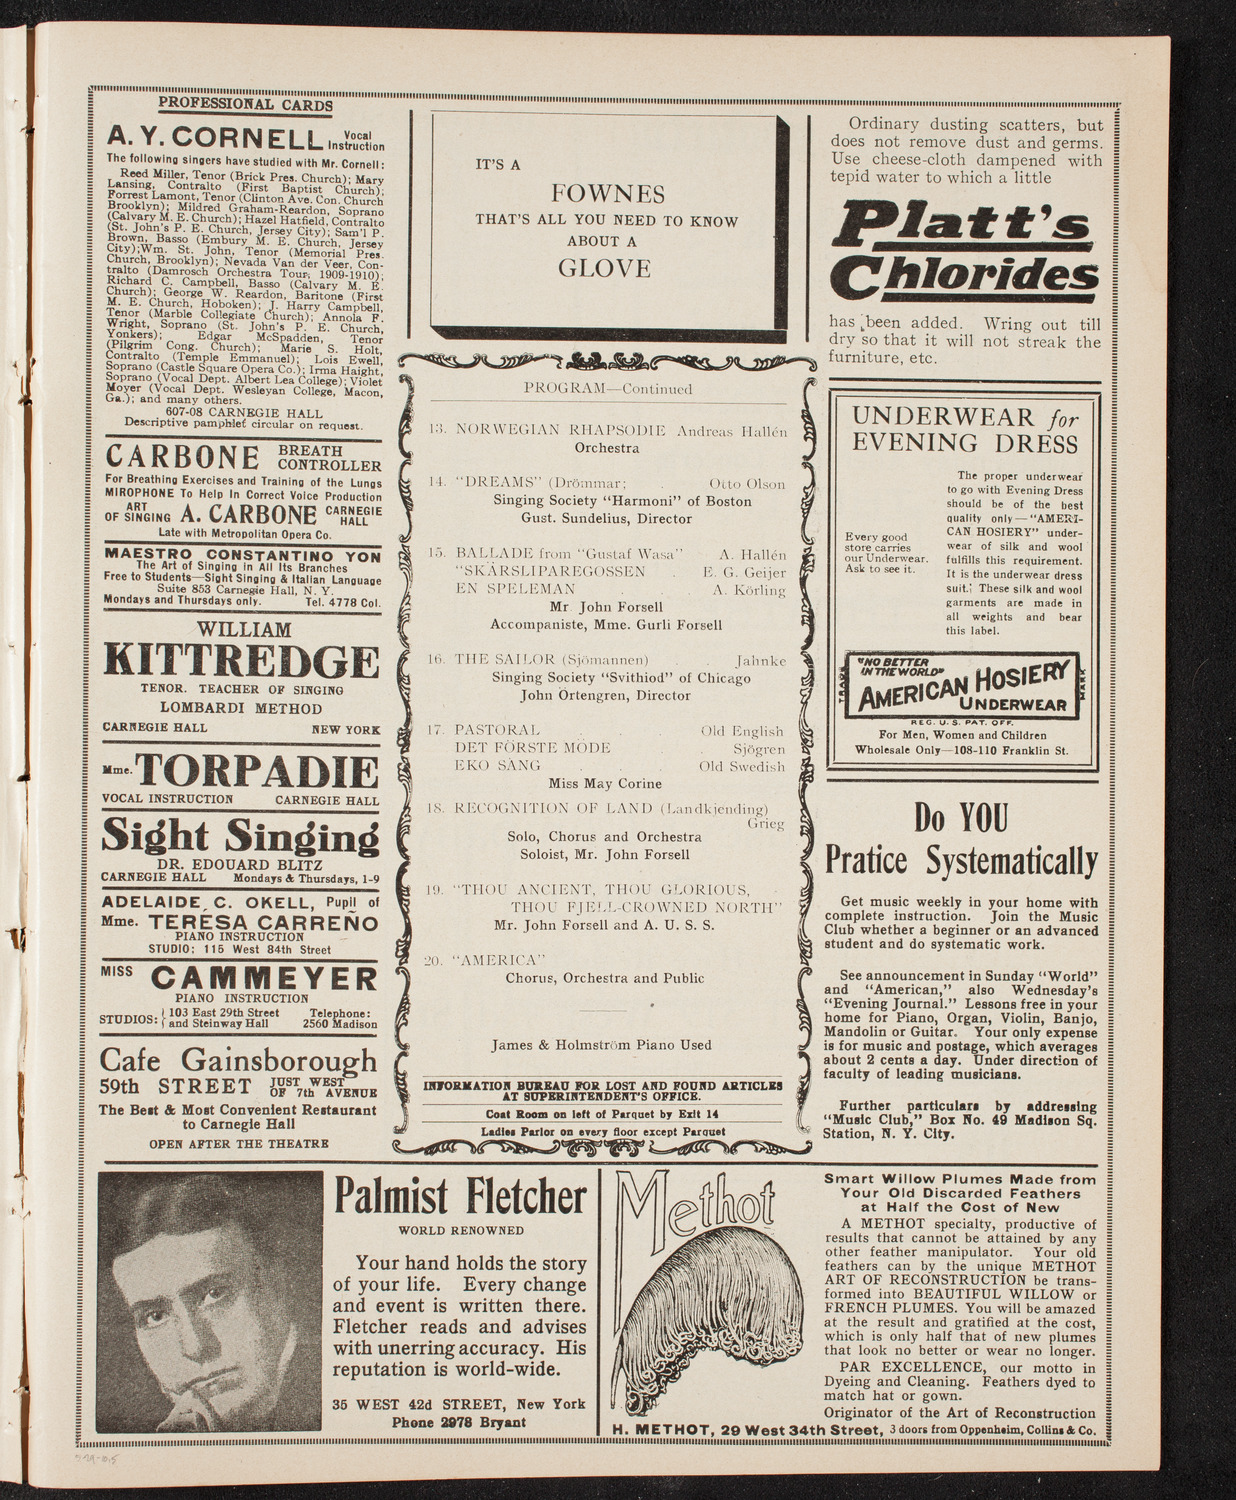 PROFESSIONAL CARDS
A. Y. CORNELL Vocal Instruction
The following singers have studied with Mr. Cornell:
Reed Miller, Tenor (Brick Pres. Church); Mary
Lansing, Contralto (First Baptist Church);
Forrest Lamont, Tenor (Clinton Ave. Con. Church
Brooklyn); Mildred Graham-Reardon, Soprano
(Calvary M. E. Church); Hazel Hatfield, Contralto
(St. John's P. E. Church, Jersey City); Sam'l P.
Brown, Basso (Embury M. E. Church, Jersey
City); Wm. St. John, Tenor (Memorial Pres.
Church, Brooklyn); Nevada Van der Veer, Con-
tralto (Damrosch Orchestra Tour, 1909-1910);
Richard C. Campbell, Basso (Calvary M. E.
Church); George W. Reardon, Baritone (First
M. E. Church, Hoboken); J. Harry Campbell,
Tenor (Marble Collegiate Church); Annola F.
Wright, Soprano (St. John's P. E. Church,
Yonkers); Edgar McSpadden, Tenor
(Pilgrim Cong. Church); Marie S. Holt,
Contralto (Temple Emmanuel); Lois Ewell,
Soprano (Castle Square Opera Co.); Irma Haight,
Soprano (Vocal Dept. Albert Lea College); Violet
Moyer (Vocal Dept. Wesleyan College, Macon,
Ga.); and many others.
607-08 CARNEGIE HALL
Descriptive pamphlet circular on request.
CARBONE BREATH CONTROLLER
For Breathing Exercises and Training of the Lungs
MIROPHONE To Help In Correct Voice Production
ART OF SINGING A. CARBONE CARNEGIE HALL
Late with Metropolitan Opera Co.
MAESTRO CONSTANTINO YON
The Art of Singing in All Its Branches
Free to Students—Sight Singing & Italian Language
Suite 853 Carnegie Hall, N. Y.
Mondays and Thursdays only. Tel. 4778 Col.
WILLIAM
KITTREDGE
TENOR. TEACHER OF SINGING
LOMBARDI METHOD
CARNEGIE HALL NEW YORK
Mme. TORPADIE
VOCAL INSTRUCTION CARNEGIE HALL
Sight Singing
DR. EDOUARD BLITZ
CARNEGIE HALL Mondays & Thursdays, 1-9
ADELAIDE C. OKELL, Pupil of
Mme. TERESA CARREÑO
PIANO INSTRUCTION
STUDIO: 115 West 84th Street
MISS CAMMEYER
PIANO INSTRUCTION
STUDIOS: { 103 East 29th Street Telephone:
and Steinway Hall 2560 Madison
Cafe Gainsborough
59th STREET JUST WEST OF 7th AVENUE
The Best & Most Convenient Restaurant
to Carnegie Hall
OPEN AFTER THE THEATRE
IT'S A
FOWNES
THAT'S ALL YOU NEED TO KNOW
ABOUT A
GLOVE
PROGRAM—Continued
13. NORWEGIAN RHAPSODIE Andreas Hallén
Orchestra
14. "DREAMS" (Drömmar; . Otto Olson
Singing Society "Harmoni" of Boston
Gust. Sundelius, Director
15. BALLADE from "Gustaf Wasa" A. Hallén
"SKÄRSLIPAREGOSSEN . E. G. Geijer
EN SPELEMAN . . A. Körling
Mr John Forsell
Accompaniste, Mme. Gurli Forsell
16. THE SAILOR (Sjömannen) . . Jahnke
Singing Society "Svithiod" of Chicago
John Örtengren, Director
17. PASTORAL . . . Old English
DET FÖRSTE MÖDE . . Sjögren
EKO SANG . . . Old Swedish
Miss May Corine
18. RECOGNITION OF LAND (Landkjending)
Grieg
Solo, Chorus and Orchestra
Soloist, Mr. John Forsell
19. "THOU ANCIENT, THOU GLORIOUS,
THOU FJELL-CROWNED NORTH"
Mr. John Forsell and A. U. S. S.
20. "AMERICA"
Chorus, Orchestra and Public
James & Holmström Piano Used
INFORMATION BUREAU FOR LOST AND FOUND ARTICLES
AT SUPERINTENDENT'S OFFICE.
Coat Room on left of Parquet by Exit 14
Ladies Parlor on every floor except Parquet
Ordinary dusting scatters, but
does not remove dust and germs.
Use cheese-cloth dampened with
tepid water to which a little
Platt's
Chlorides
has been added. Wring out till
dry so that it will not streak the
furniture, etc.
UNDERWEAR for
EVENING DRESS
Every good
store carries
our Underwear.
Ask to see it.
The proper underwear
to go with Evening Dress
should be of the best
quality only—"AMERI-
CAN HOSIERY" under-
wear of silk and wool
fulfills this requirement.
It is the underwear dress
suit. These silk and wool
garments are made in
all weights and bear
this label.
TRADE MARK
"NO BETTER
IN THE WORLD"
AMERICAN HOSIERY
UNDERWEAR
REG. U. S. PAT. OFF.
For Men, Women and Children
Wholesale Only—108-110 Franklin St.
Do YOU
Pratice Systematically
Get music weekly in your home with
complete instruction. Join the Music
Club whether a beginner or an advanced
student and do systematic work.
See announcement in Sunday "World"
and "American," also Wednesday's
"Evening Journal." Lessons free in your
home for Piano, Organ, Violin, Banjo,
Mandolin or Guitar. Your only expense
is for music and postage, which averages
about 2 cents a day. Under direction of
faculty of leading musicians.
Further particulars by addressing
"Music Club," Box No. 49 Madison Sq.
Station, N. Y. City.
Palmist Fletcher
WORLD RENOWNED
Your hand holds the story
of your life. Every change
and event is written there.
Fletcher reads and advises
with unerring accuracy. His
reputation is world-wide.
35 WEST 42d STREET, New York
Phone 2978 Bryant
Methot
Smart Willow Plumes Made from
Your Old Discarded Feathers
at Half the Cost of New
A METHOT specialty, productive of
results that cannot be attained by any
other feather manipulator. Your old
feathers can by the unique METHOT
ART OF RECONSTRUCTION be trans-
formed into BEAUTIFUL WILLOW or
FRENCH PLUMES. You will be amazed
at the result and gratified at the cost,
which is only half that of new plumes
that look no better or wear no longer.
PAR EXCELLENCE, our motto in
Dyeing and Cleaning. Feathers dyed to
match hat or gown.
Originator of the Art of Reconstruction
H. METHOT, 29 West 34th Street, 3 doors from Oppenheim, Collins & Co.